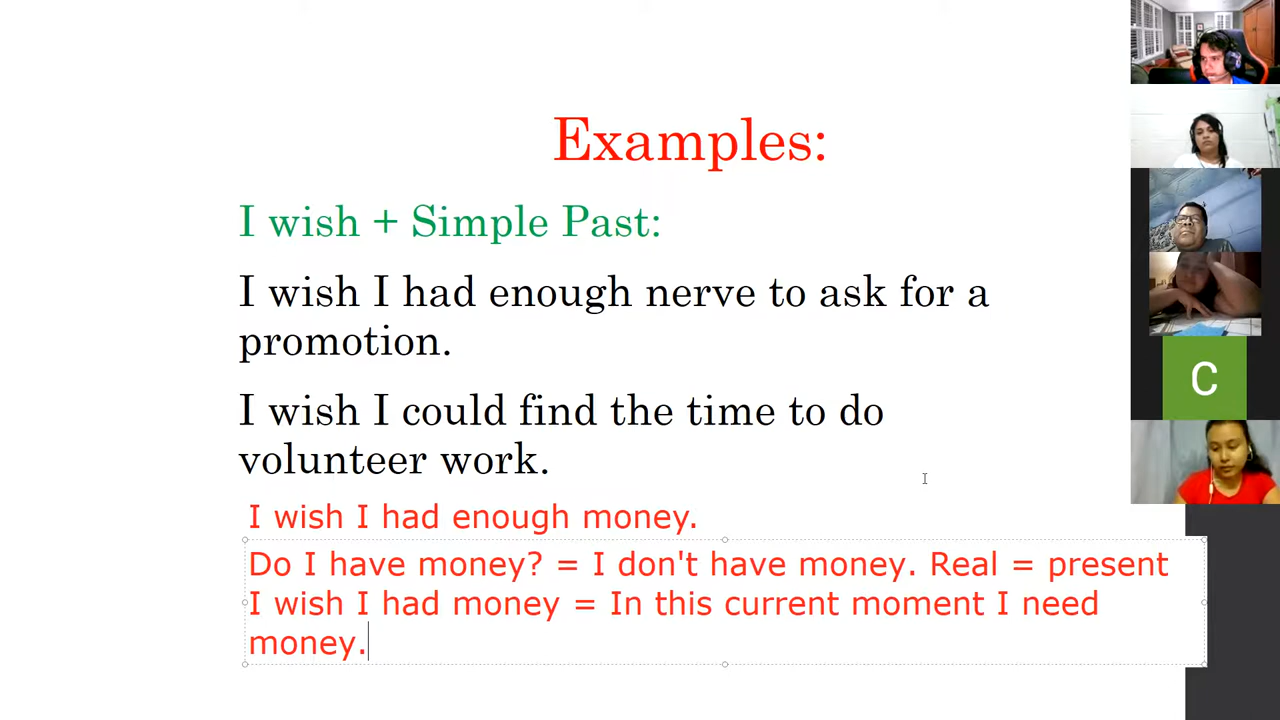 Examples:
I wish + Simple Past:
I wish I had enough nerve to ask for a
promotion.
I wish I could find the time to do
volunteer work.
I wish I had enough money.
Do I have money? = I don't have money. Real = present
I wish I had money = In this current moment I need
money.
C